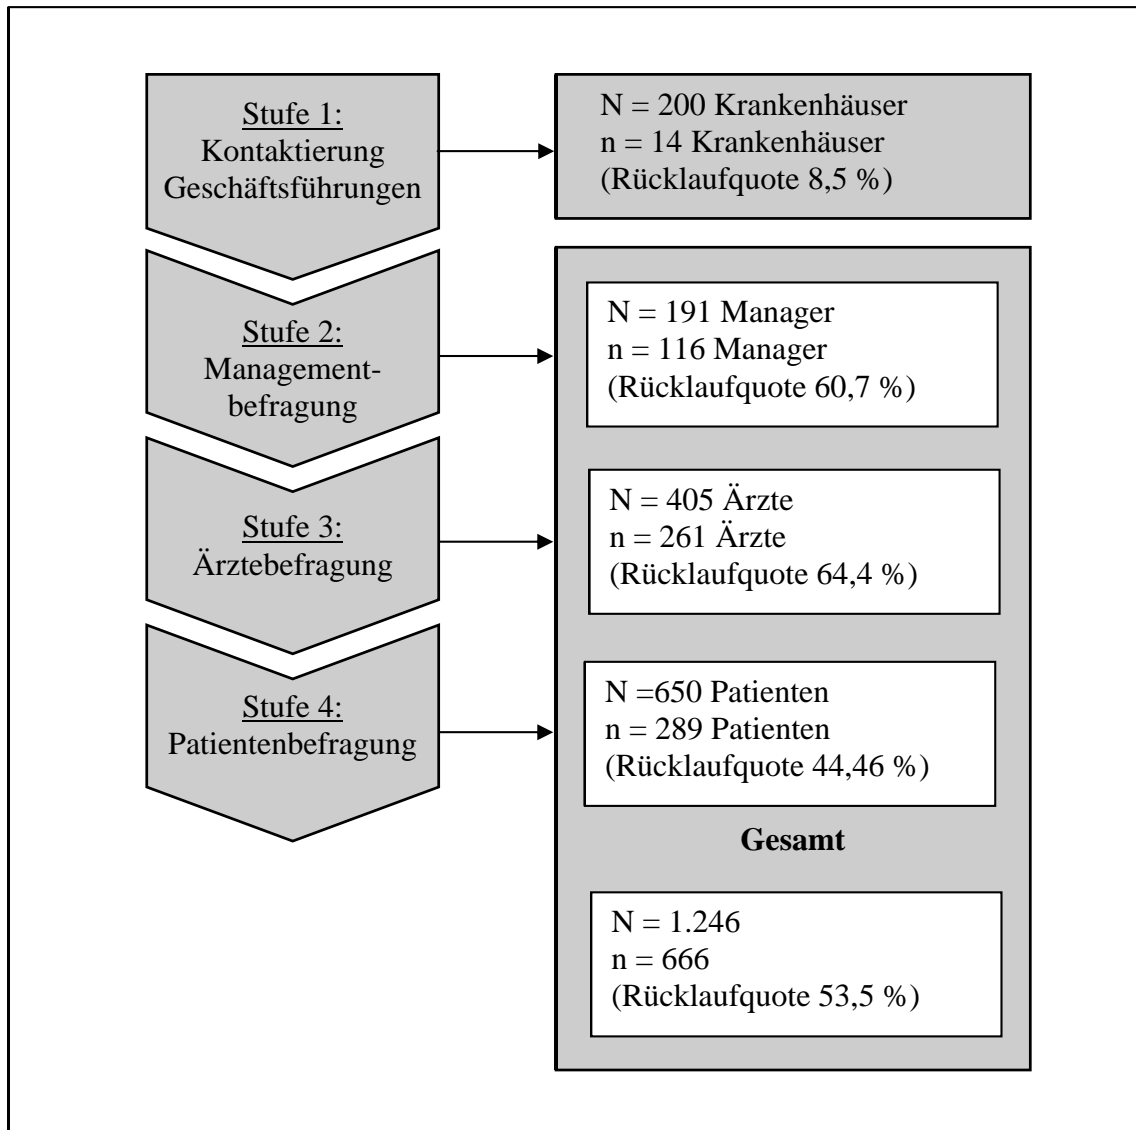 Stufe 1:
Kontaktierung
Geschäftsführungen
N = 200 Krankenhäuser
n = 14 Krankenhäuser
(Rücklaufquote 8,5 %)
Stufe 2:
Management-
befragung
N = 191 Manager
n = 116 Manager
(Rücklaufquote 60,7 %)
Stufe 3:
Ärztebefragung
N = 405 Ärzte
n = 261 Ärzte
(Rücklaufquote 64,4 %)
Stufe 4:
Patientenbefragung
N =650 Patienten
n = 289 Patienten
(Rücklaufquote 44,46 %)
Gesamt
N = 1.246
n = 666
(Rücklaufquote 53,5 %)